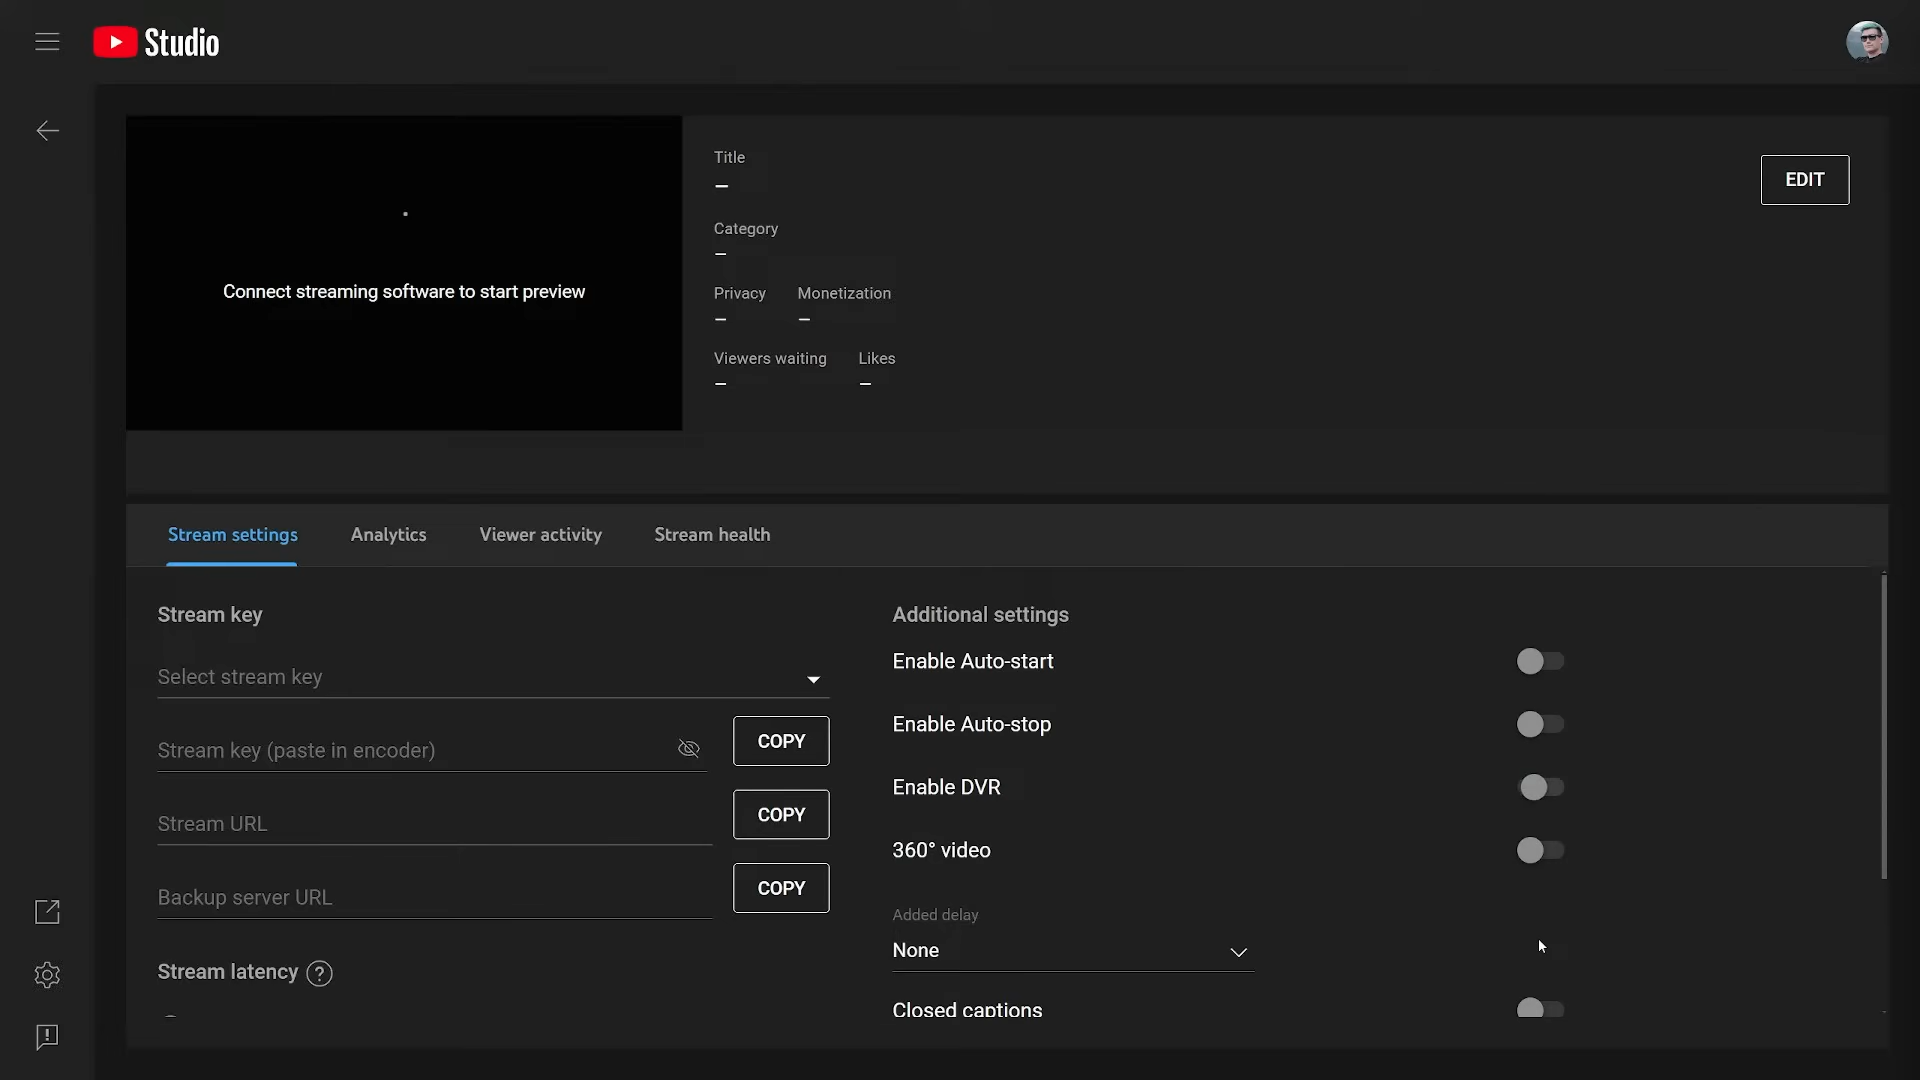 Studio
Connect streaming software to start preview
Title
–
Category
–
Privacy Monetization
– –
Viewers waiting Likes
– –
EDIT
Stream settings Analytics Viewer activity Stream health
Stream key
Select stream key
Stream key (paste in encoder) COPY
Stream URL COPY
Backup server URL COPY
Stream latency ?
Additional settings
Enable Auto-start
Enable Auto-stop
Enable DVR
360° video
Added delay
None
Closed captions